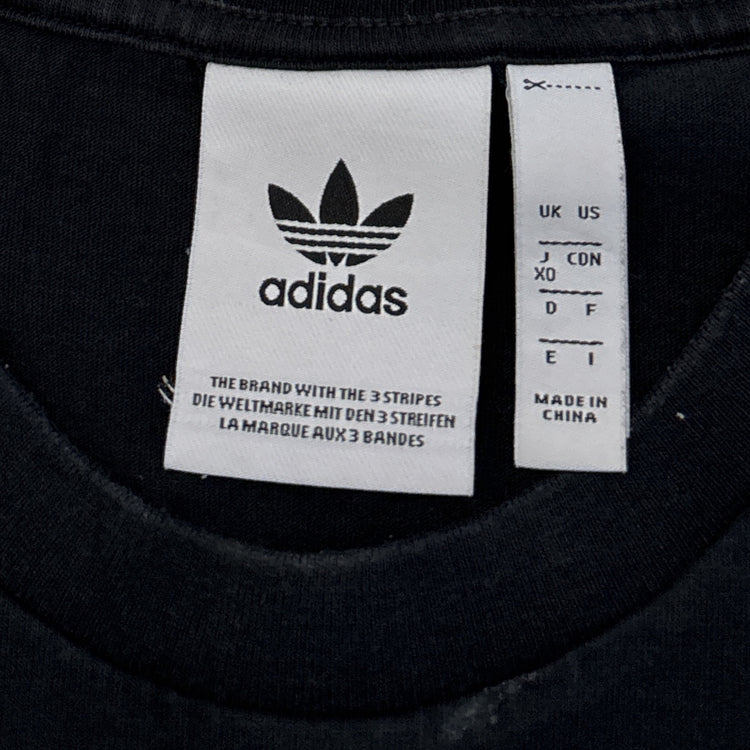 adidas
THE BRAND WITH THE 3 STRIPES
DIE WELTMARKE MIT DEN 3 STREIFEN
LA MARQUE AUX 3 BANDES
UK US
J CDN
XO
D F
E I
MADE IN
CHINA